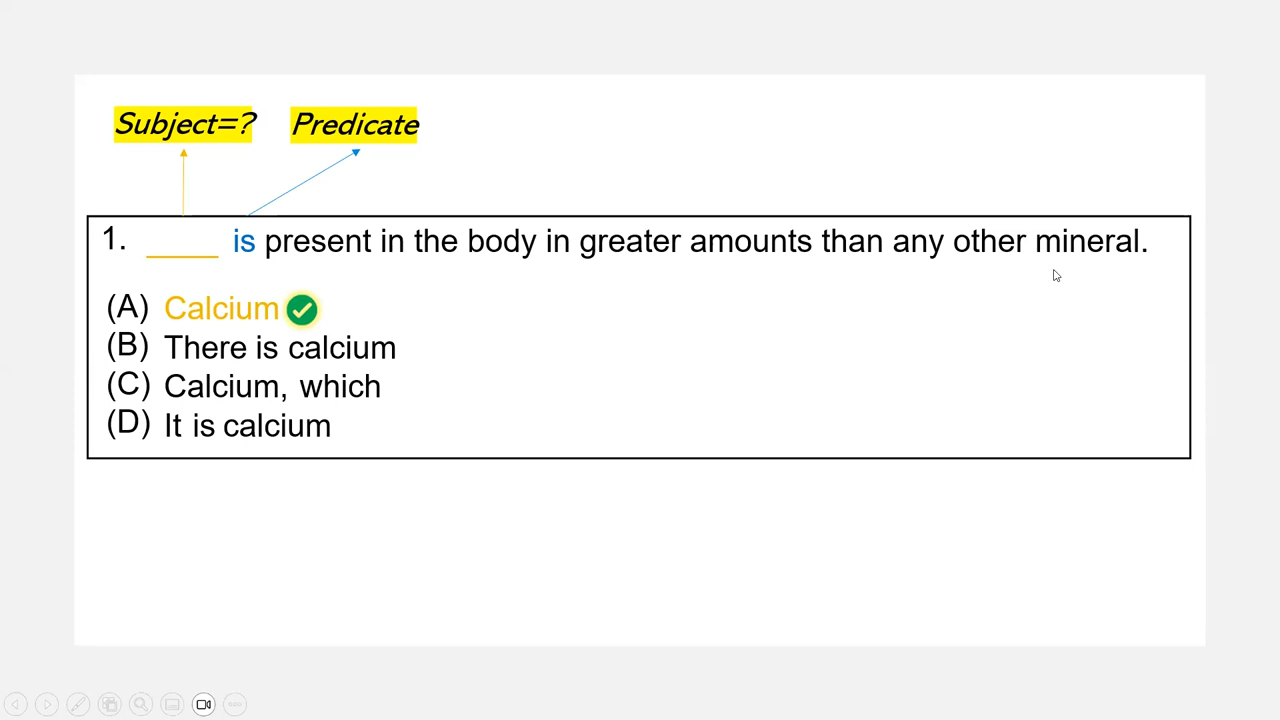 Subject=? Predicate
1. _____ is present in the body in greater amounts than any other mineral.
(A) Calcium
(B) There is calcium
(C) Calcium, which
(D) It is calcium